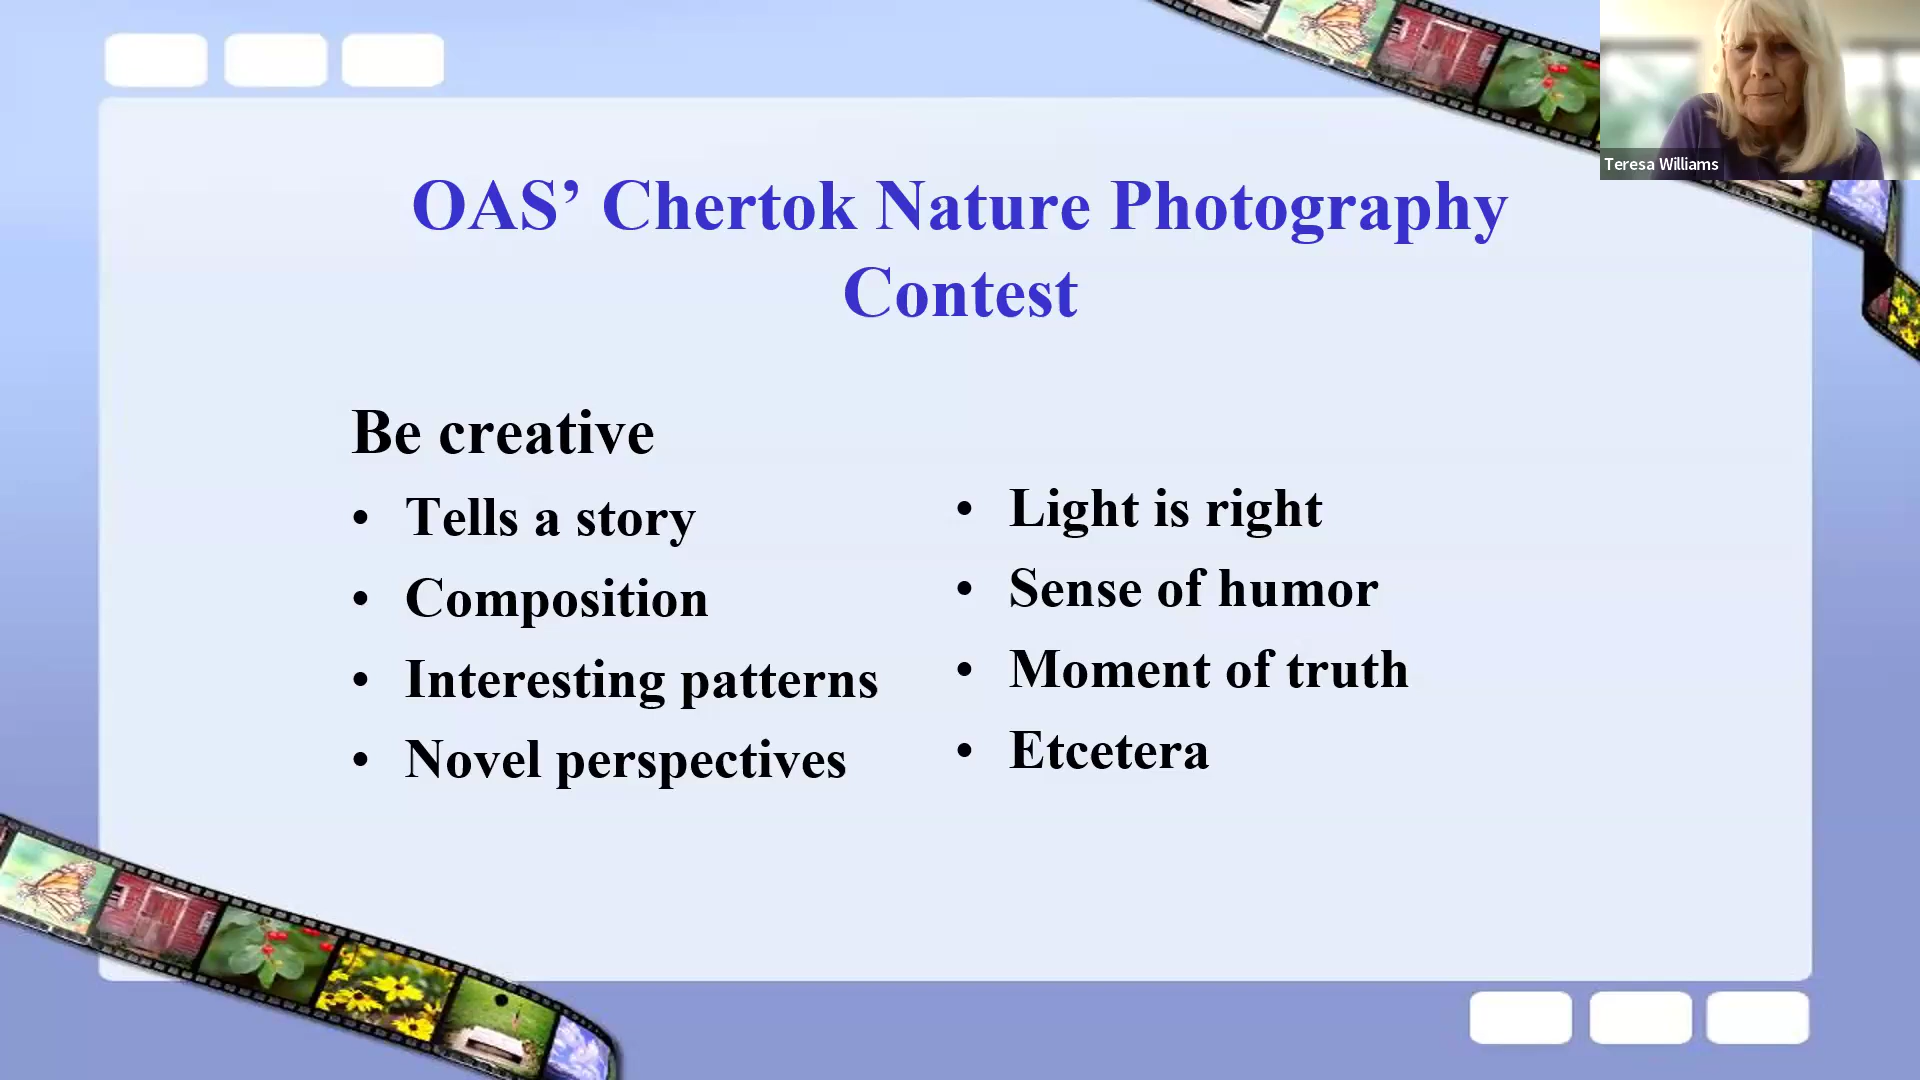 OAS’ Chertok Nature Photography
Contest
Be creative
• Tells a story
• Composition
• Interesting patterns
• Novel perspectives
• Light is right
• Sense of humor
• Moment of truth
• Etcetera
Teresa Williams